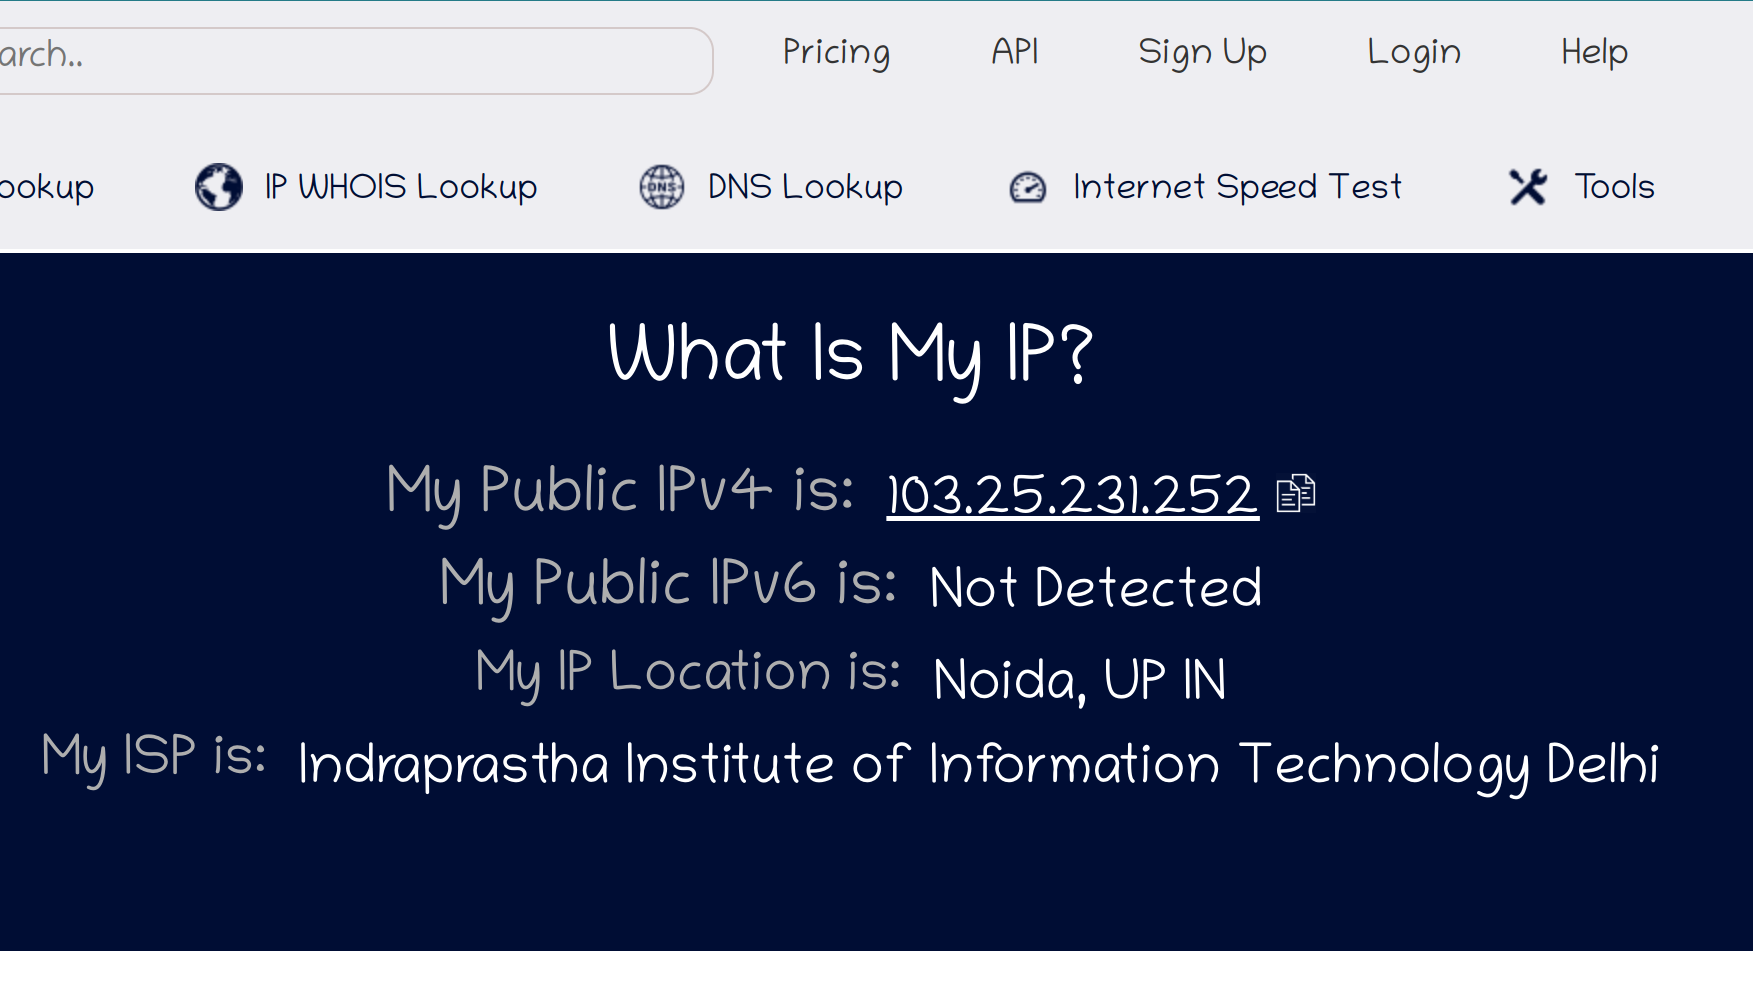 arch..
Pricing API Sign Up Login Help
ookup IP WHOIS Lookup DNS DNS Lookup Internet Speed Test Tools
What Is My IP?
My Public IPv4 is: 103.25.231.252
My Public IPv6 is: Not Detected
My IP Location is: Noida, UP IN
My ISP is: Indraprastha Institute of Information Technology Delhi